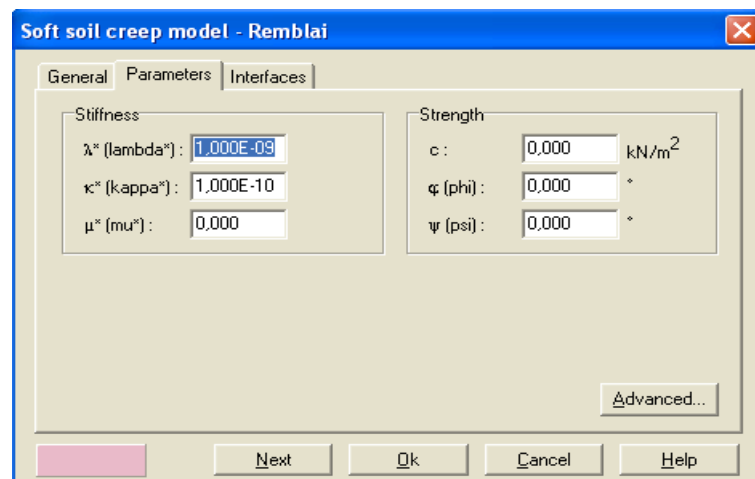 Soft soil creep model - Remblai
General Parameters Interfaces
Stiffness
λ* (lambda*) : 1,000E-09
κ* (kappa*) : 1,000E-10
μ* (mu*) : 0,000
Strength
c : 0,000 kN/m²
φ (phi) : 0,000 °
ψ (psi) : 0,000 °
Advanced...
Next Ok Cancel Help